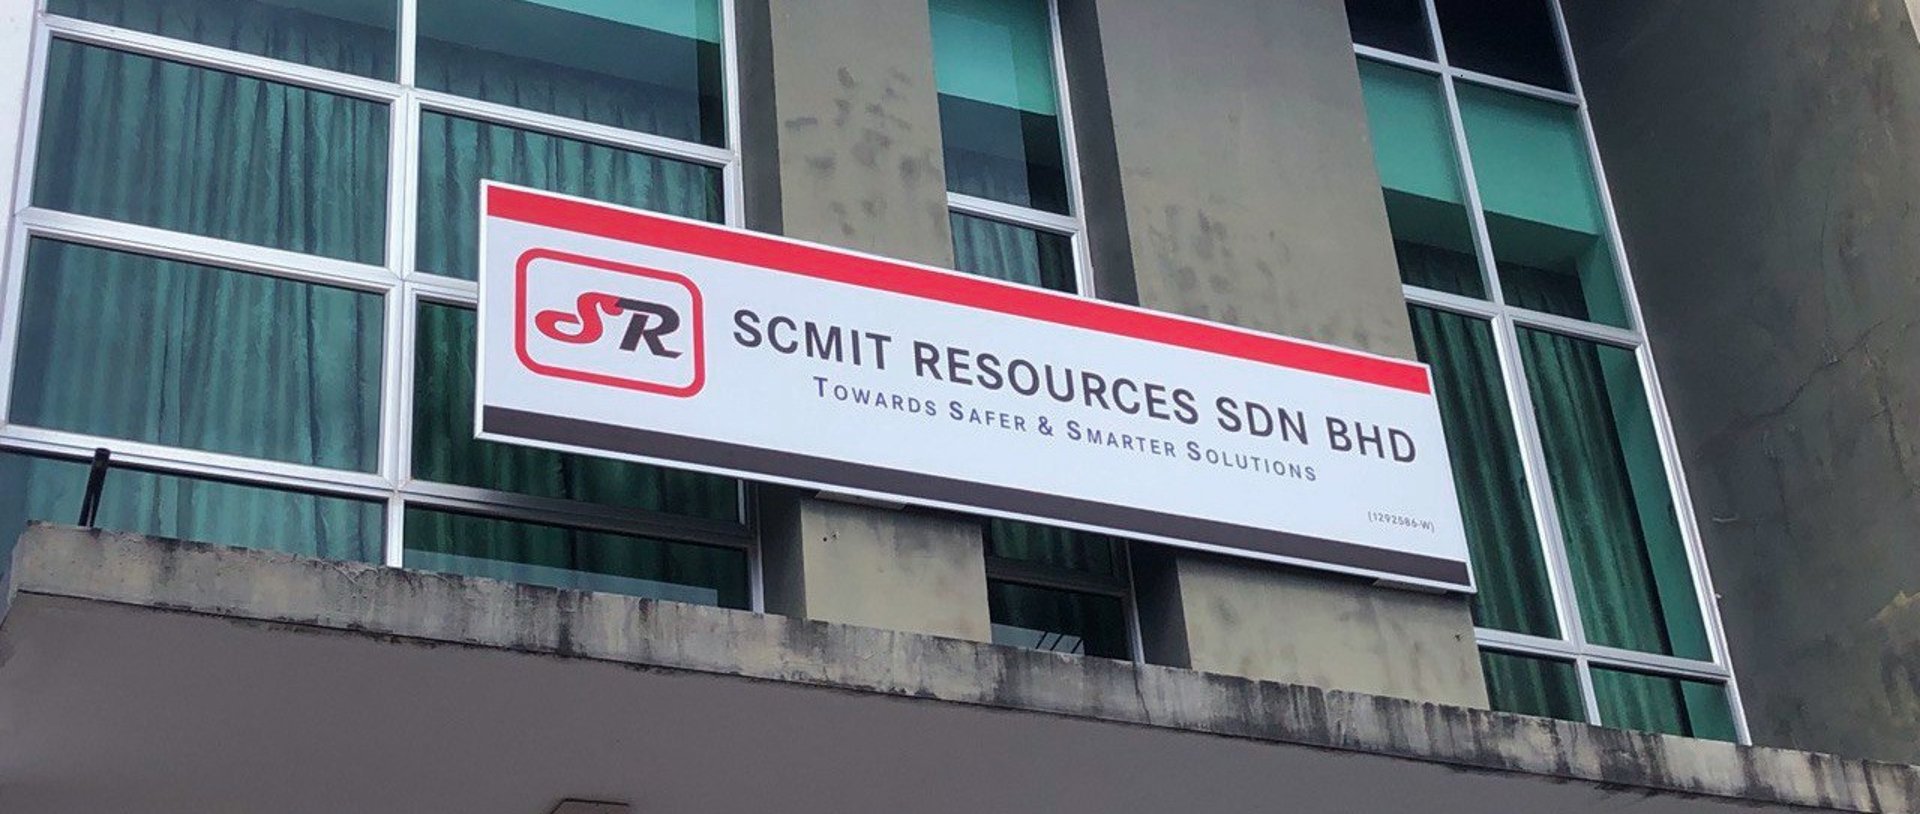 SR
SCMIT RESOURCES SDN BHD
TOWARDS SAFER & SMARTER SOLUTIONS
(1292586-W)